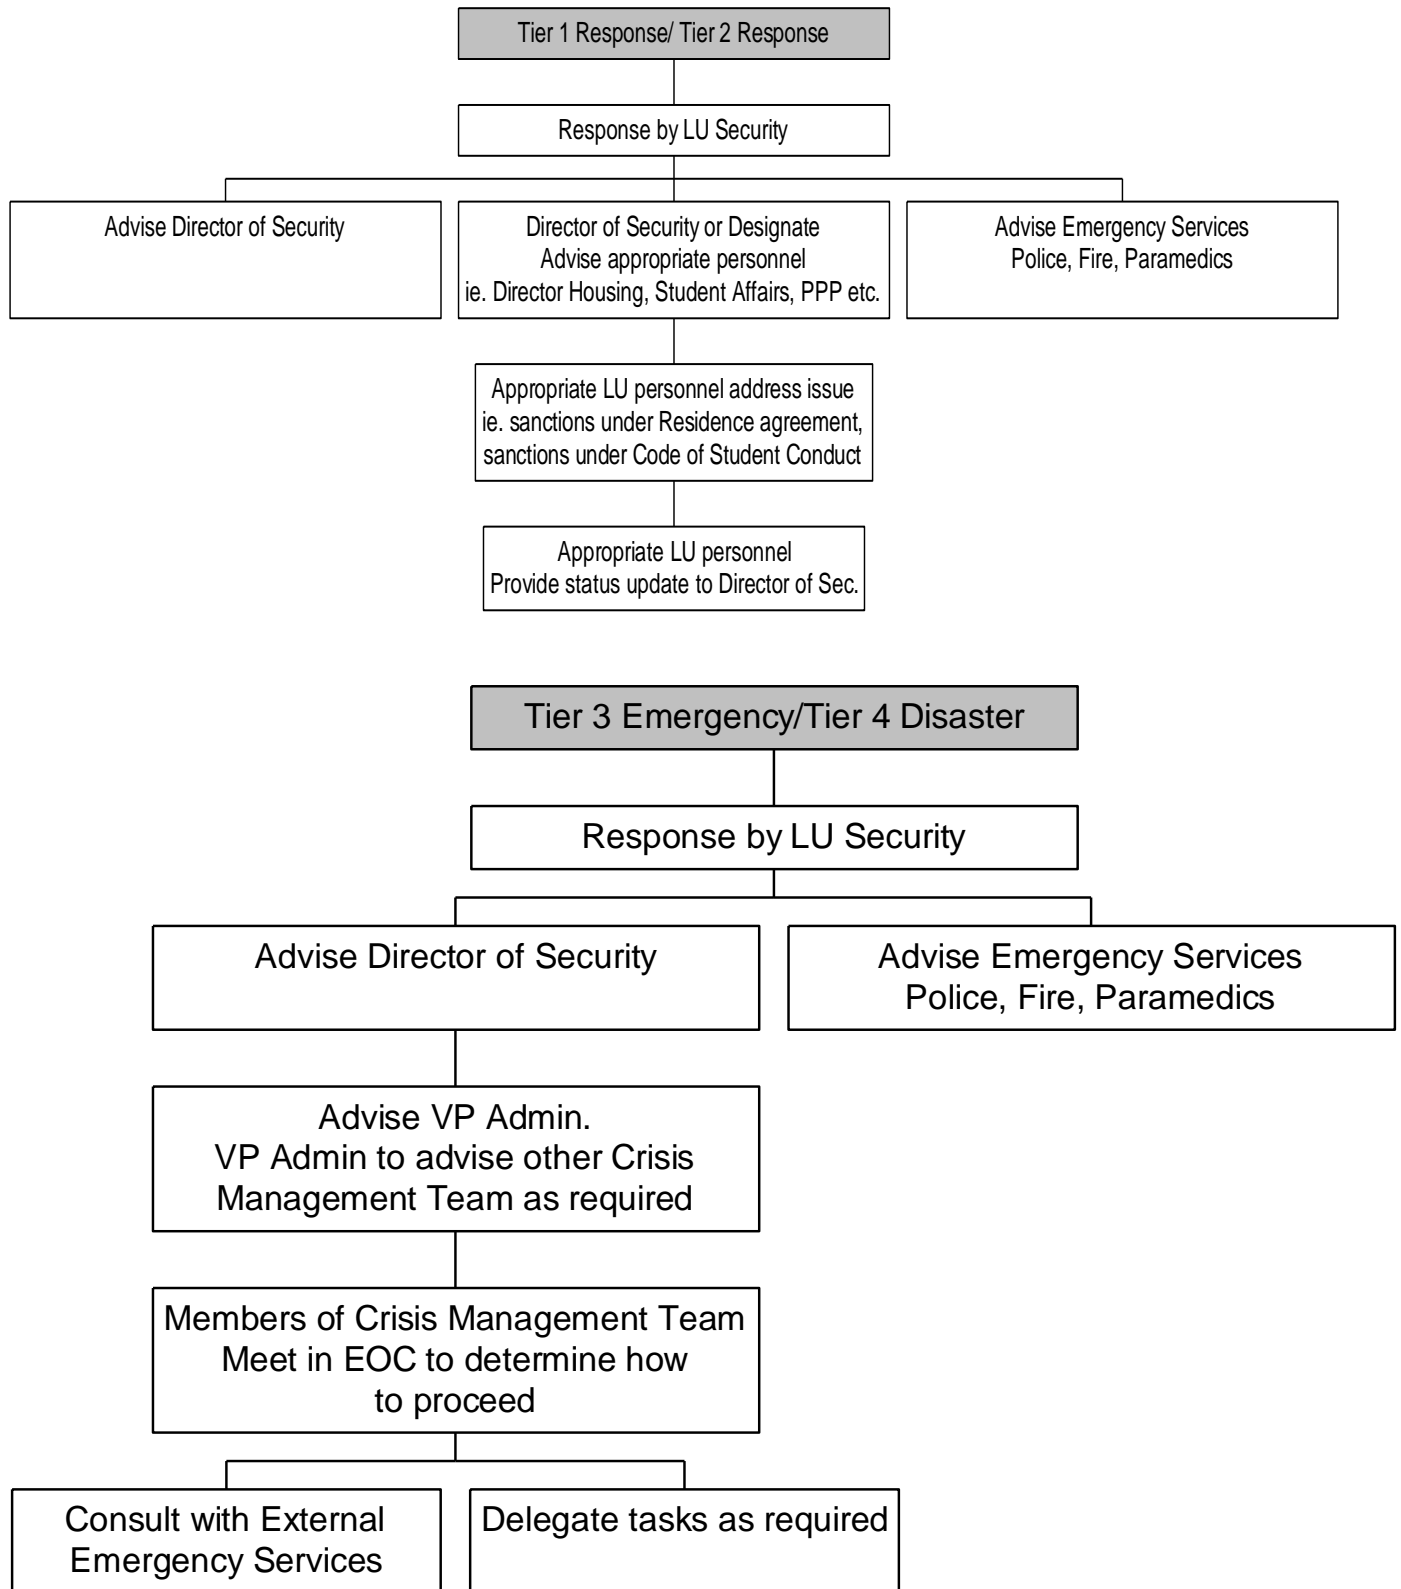 Tier 1 Response/ Tier 2 Response
Response by LU Security
Advise Director of Security
Director of Security or Designate
Advise appropriate personnel
ie. Director Housing, Student Affairs, PPP etc.
Advise Emergency Services
Police, Fire, Paramedics
Appropriate LU personnel address issue
ie. sanctions under Residence agreement,
sanctions under Code of Student Conduct
Appropriate LU personnel
Provide status update to Director of Sec.
Tier 3 Emergency/Tier 4 Disaster
Response by LU Security
Advise Director of Security
Advise Emergency Services
Police, Fire, Paramedics
Advise VP Admin.
VP Admin to advise other Crisis
Management Team as required
Members of Crisis Management Team
Meet in EOC to determine how
to proceed
Consult with External
Emergency Services
Delegate tasks as required